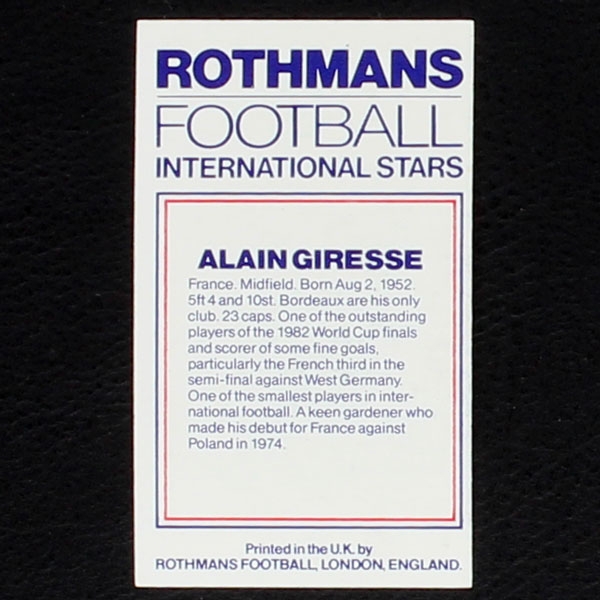 ROTHMANS
FOOTBALL
INTERNATIONAL STARS
ALAIN GIRESSE
France. Midfield. Born Aug 2, 1952.
5ft 4 and 10st. Bordeaux are his only
club. 23 caps. One of the outstanding
players of the 1982 World Cup finals
and scorer of some fine goals,
particularly the French third in the
semi-final against West Germany.
One of the smallest players in inter-
national football. A keen gardener who
made his debut for France against
Poland in 1974.
Printed in the U.K. by
ROTHMANS FOOTBALL, LONDON, ENGLAND.